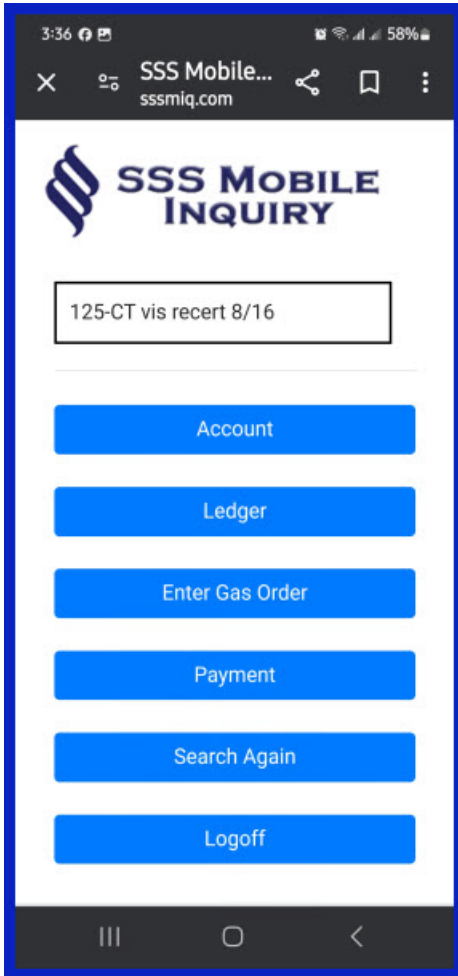 3:36 58%
SSS Mobile...
sssmiq.com
SSS MOBILE
INQUIRY
125-CT vis recert 8/16
Account
Ledger
Enter Gas Order
Payment
Search Again
Logoff